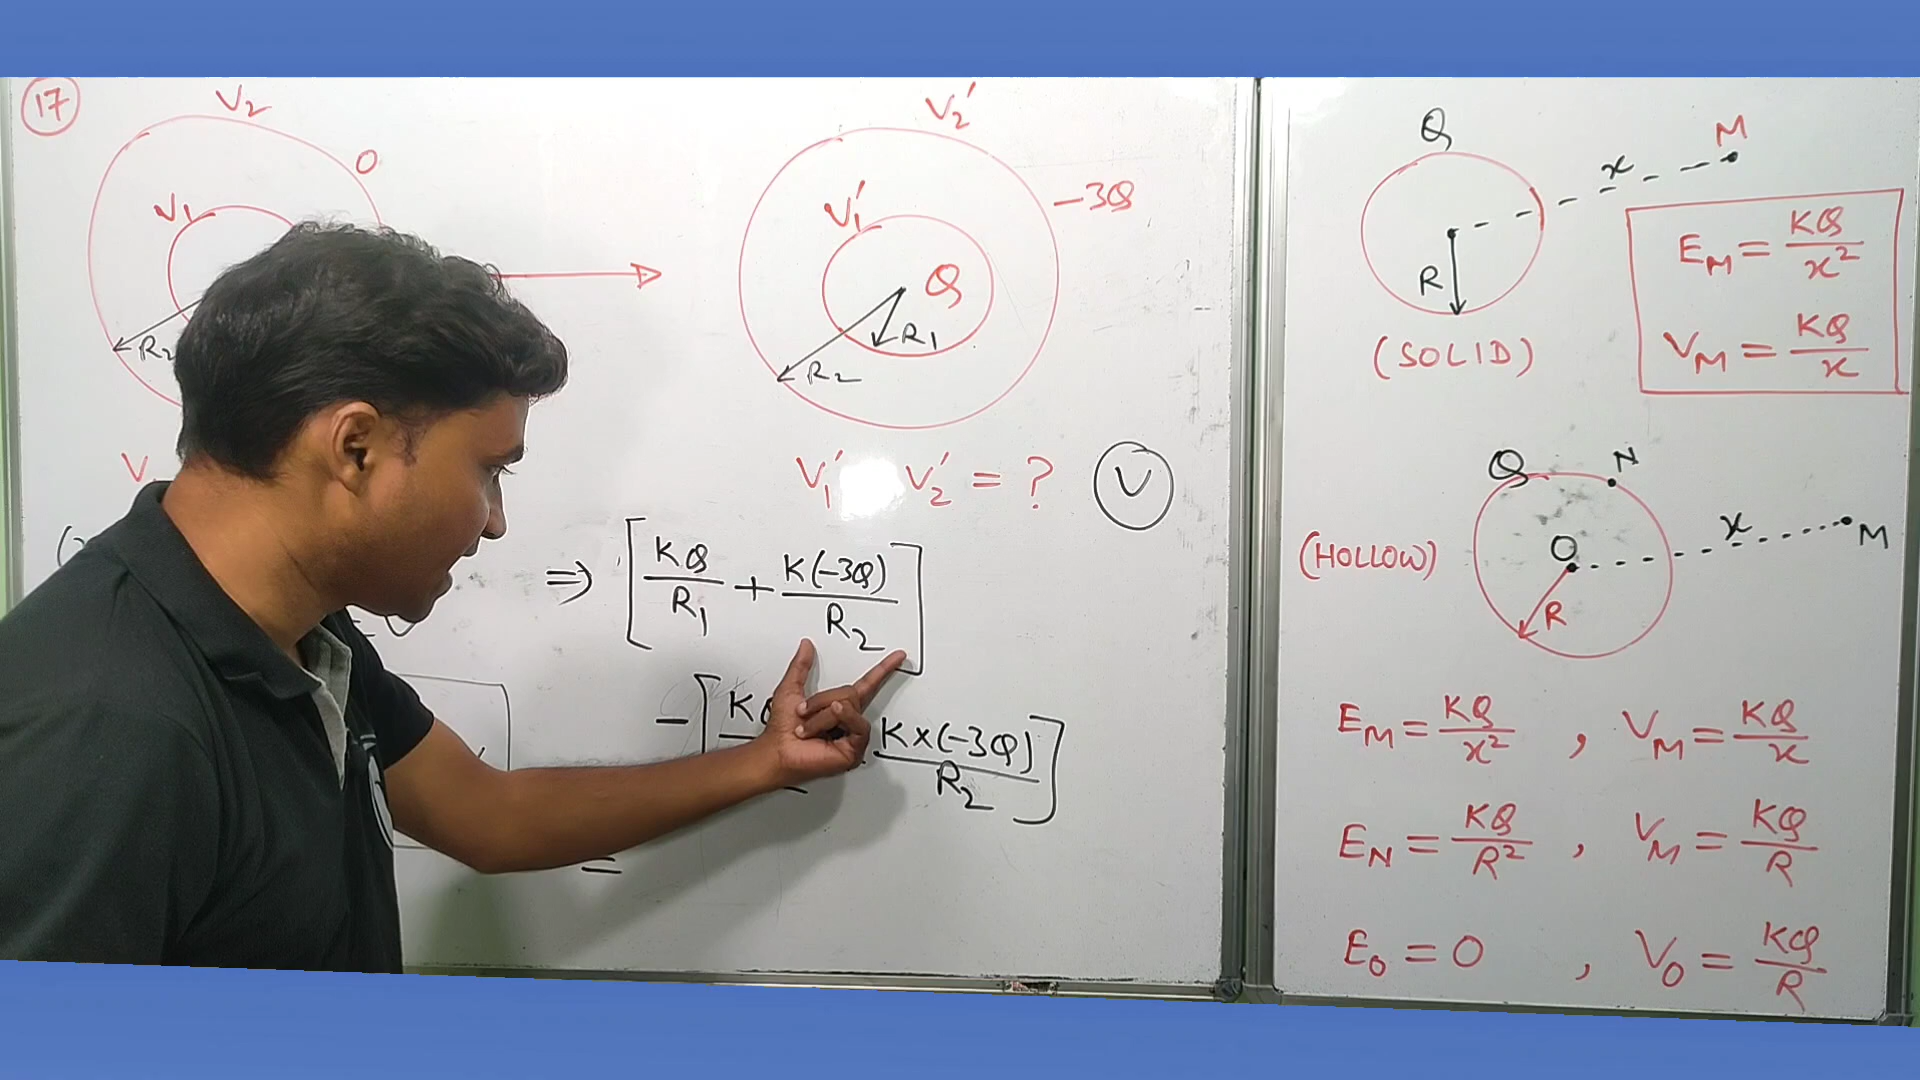 17
V₂
O
V₁
R₂
V
V₂'
-3Q
V₁'
Q
R₁
R₂
V₁' V₂' = ? V
⇒ [KQ/R₁ + K(-3Q)/R₂]
- [K K×(-3Q)/R₂]
=
Q
x
M
R
(SOLID)
E_M = KQ/x²
V_M = KQ/x
Q
N
O
x
M
R
(HOLLOW)
E_M = KQ/x² , V_M = KQ/x
E_N = KQ/R² , V_M = KQ/R
E_O = 0 , V_O = KQ/R